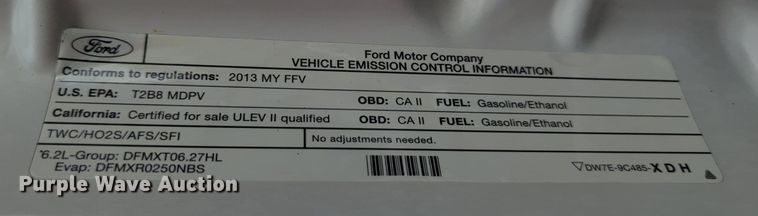 Ford
Ford Motor Company
VEHICLE EMISSION CONTROL INFORMATION
Conforms to regulations: 2013 MY FFV
U.S. EPA: T2B8 MDPV OBD: CA II FUEL: Gasoline/Ethanol
California: Certified for sale ULEV II qualified OBD: CA II FUEL: Gasoline/Ethanol
TWC/HO2S/AFS/SFI No adjustments needed.
6.2L-Group: DFMXT06.27HL
Evap: DFMXR0250NBS
DW7E-9C485-XDH
Purple Wave Auction